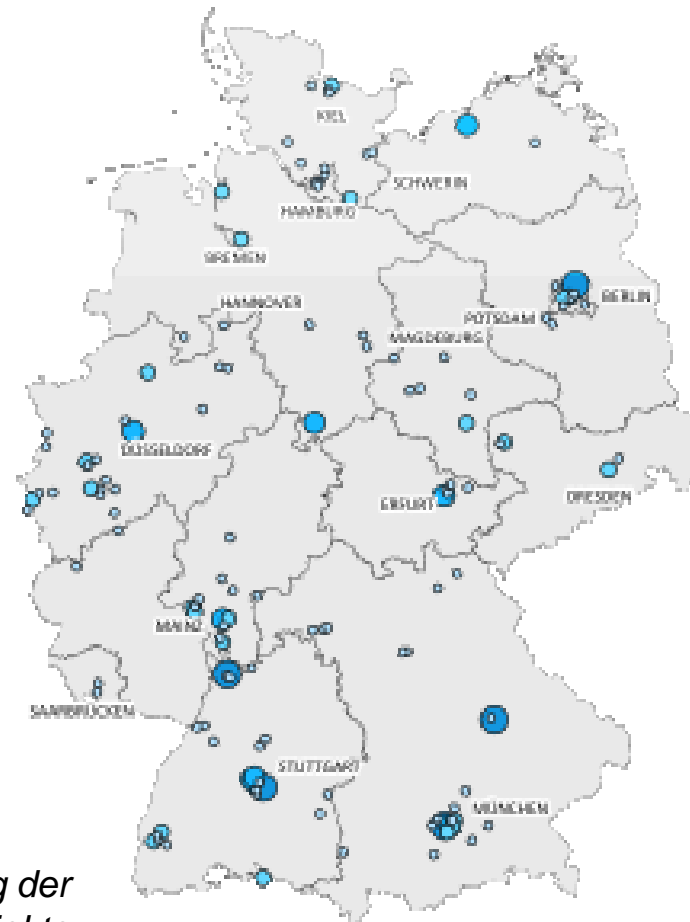 KIEL
SCHWERIN
HAMBURG
BREMEN
HANNOVER
BERLIN
POTSDAM
MAGDEBURG
DÜSSELDORF
ERFURT
DRESDEN
MAINZ
SAARBRÜCKEN
STUTTGART
MÜNCHEN
der